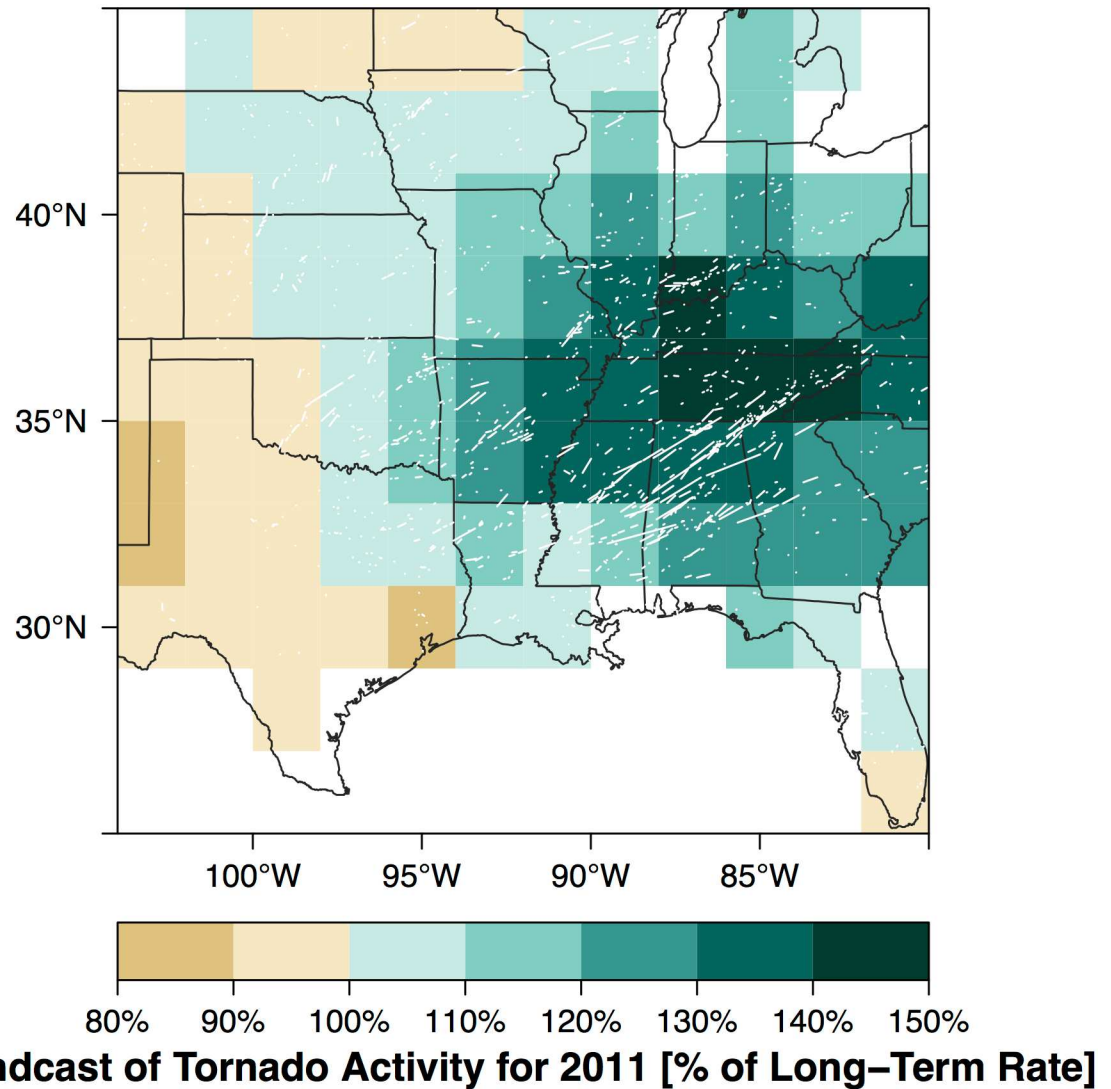 40°N
35°N
30°N
100°W 95°W 90°W 85°W
80% 90% 100% 110% 120% 130% 140% 150%
ndcast of Tornado Activity for 2011 [% of Long−Term Rate]